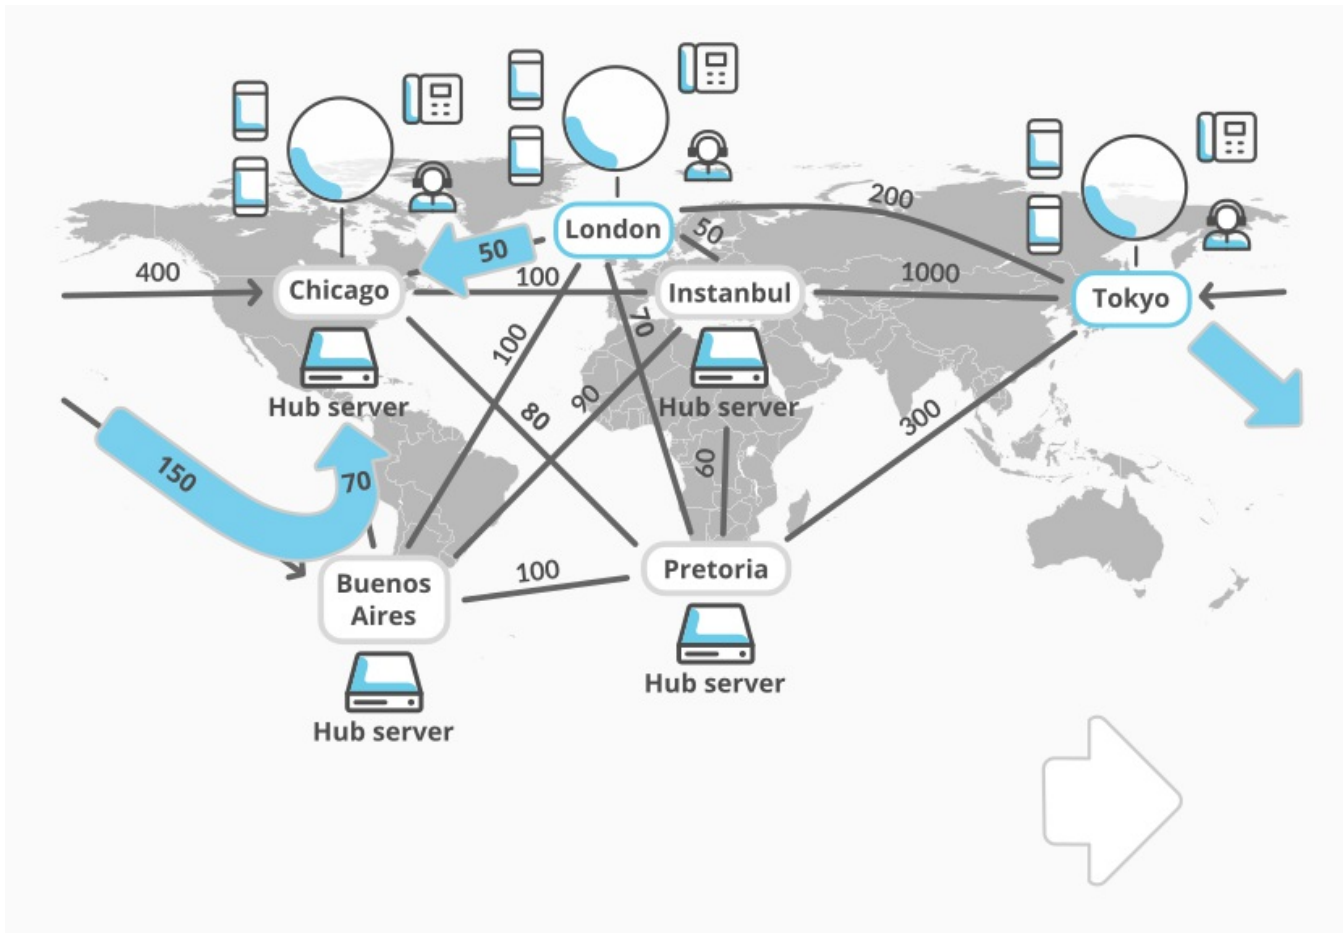 London
200
50
50
400
Chicago
100
Instanbul
1000
Tokyo
70
100
Hub server
Hub server
90
80
300
150
70
60
Buenos
Aires
100
Pretoria
Hub server
Hub server